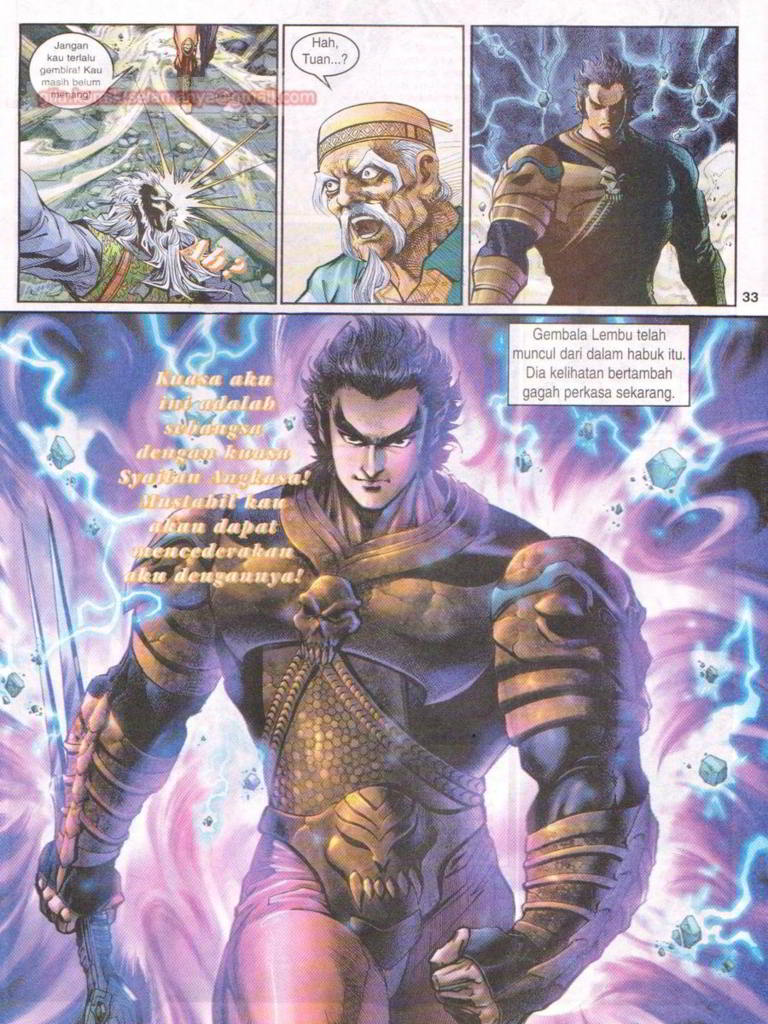 Jangan
kau terlalu
gembira! Kau
masih belum
menang!
Hah,
Tuan...?
33
Gembala Lembu telah
muncul dari dalam habuk itu.
Dia kelihatan bertambah
gagah perkasa sekarang.
Kuasa aku
ini adalah
sebangsa
dengan kuasa
Syaitan Angkasa!
Mustahil kau
akan dapat
mencederakan
aku dengannya!